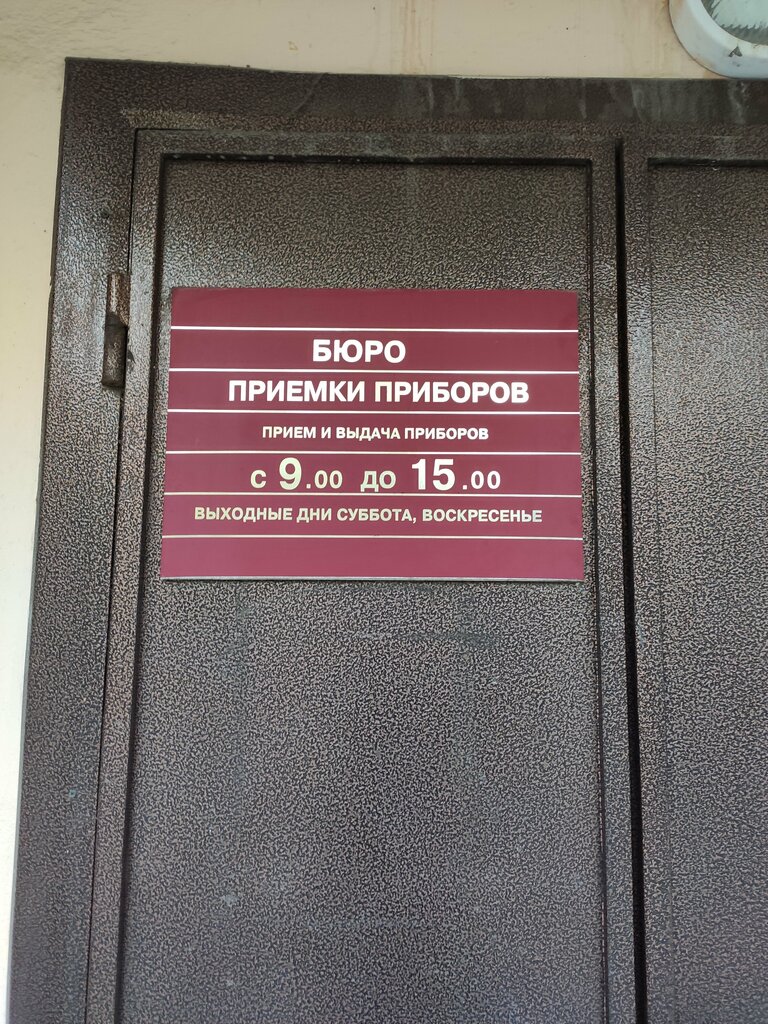 БЮРО
ПРИЕМКИ ПРИБОРОВ
ПРИЕМ И ВЫДАЧА ПРИБОРОВ
С 9.00 ДО 15.00
ВЫХОДНЫЕ ДНИ СУББОТА, ВОСКРЕСЕНЬЕ